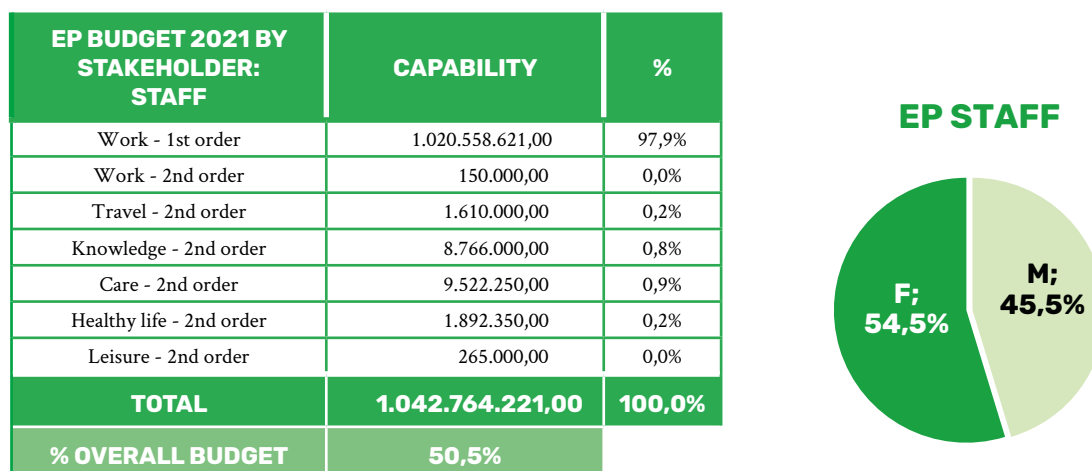 EP BUDGET 2021 BY
STAKEHOLDER:
STAFF
CAPABILITY
%
Work - 1st order 1.020.558.621,00 97,9%
Work - 2nd order 150.000,00 0,0%
Travel - 2nd order 1.610.000,00 0,2%
Knowledge - 2nd order 8.766.000,00 0,8%
Care - 2nd order 9.522.250,00 0,9%
Healthy life - 2nd order 1.892.350,00 0,2%
Leisure - 2nd order 265.000,00 0,0%
TOTAL 1.042.764.221,00 100,0%
% OVERALL BUDGET 50,5%
EP STAFF
F;
54,5%
M;
45,5%